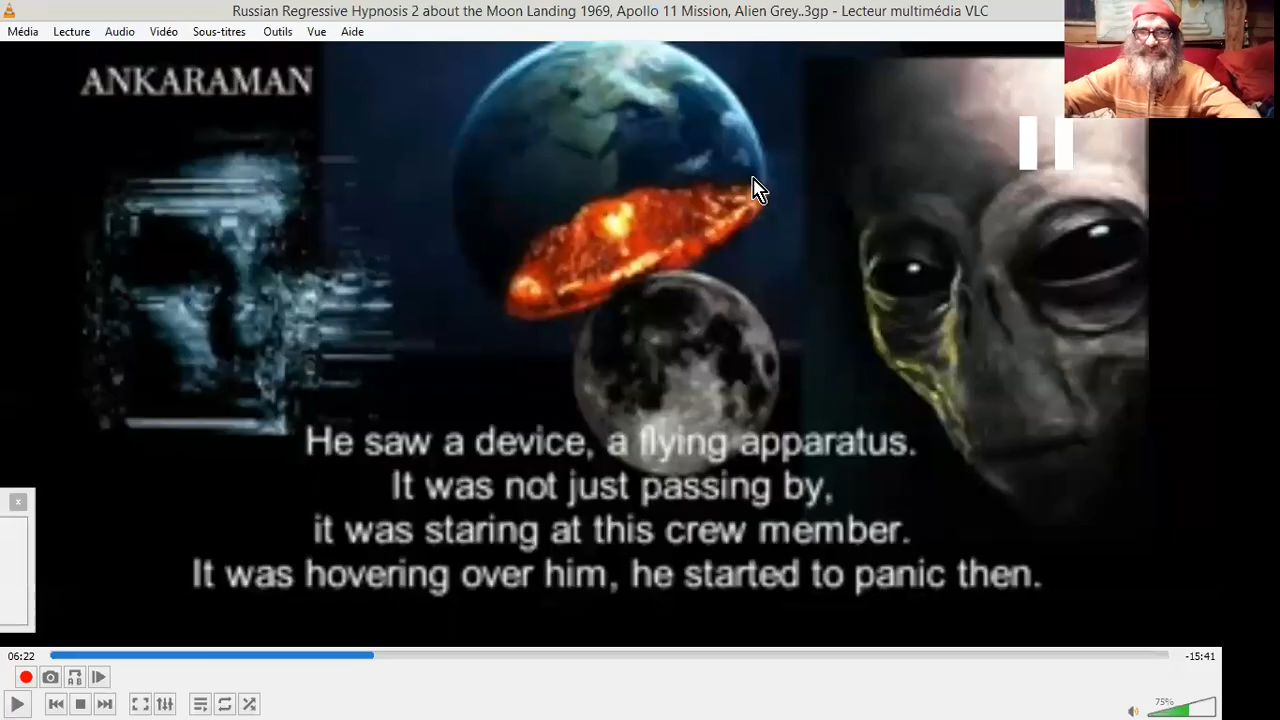 Russian Regressive Hypnosis 2 about the Moon Landing 1969, Apollo 11 Mission, Alien Grey..3gp - Lecteur multimédia VLC
Média Lecture Audio Vidéo Sous-titres Outils Vue Aide
ANKARAMAN
He saw a device, a flying apparatus.
It was not just passing by,
it was staring at this crew member.
It was hovering over him, he started to panic then.
x
06:22 -15:41
A B
75%